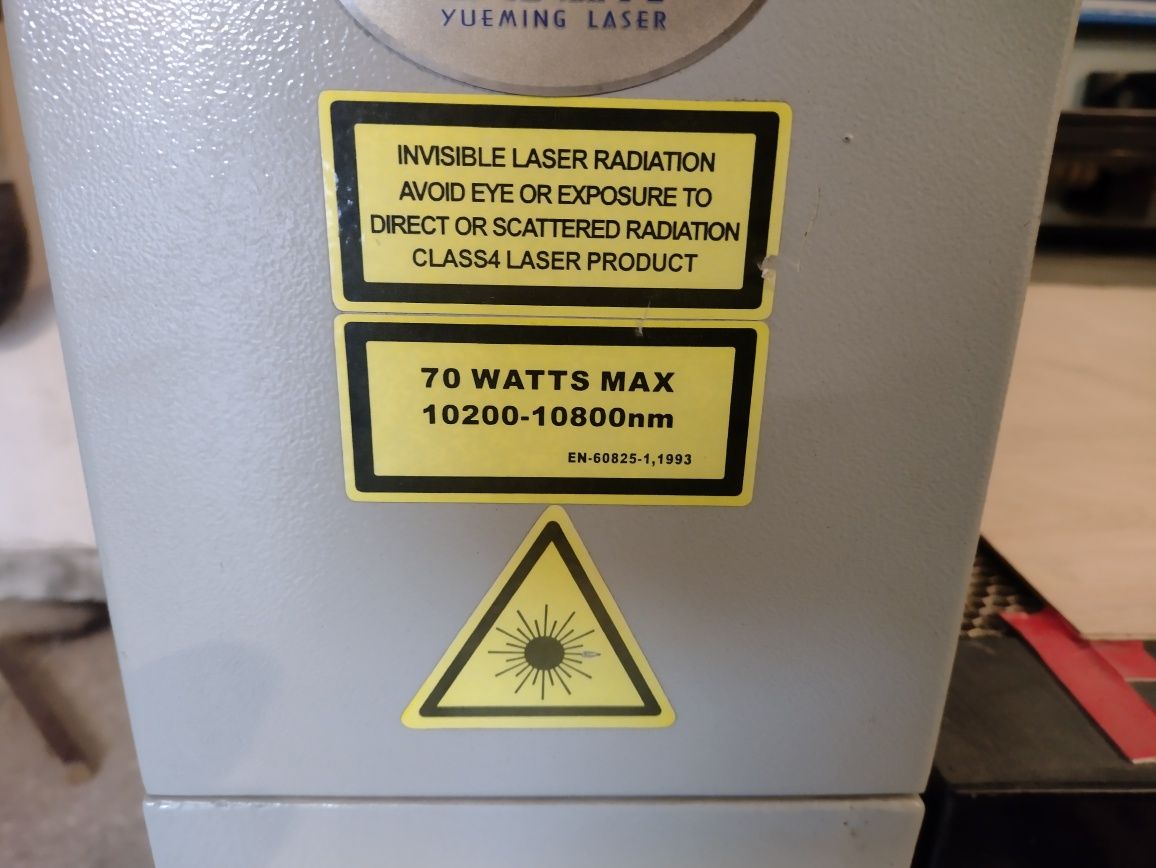 YUEMING LASER
INVISIBLE LASER RADIATION
AVOID EYE OR EXPOSURE TO
DIRECT OR SCATTERED RADIATION
CLASS4 LASER PRODUCT
70 WATTS MAX
10200-10800nm
EN-60825-1,1993